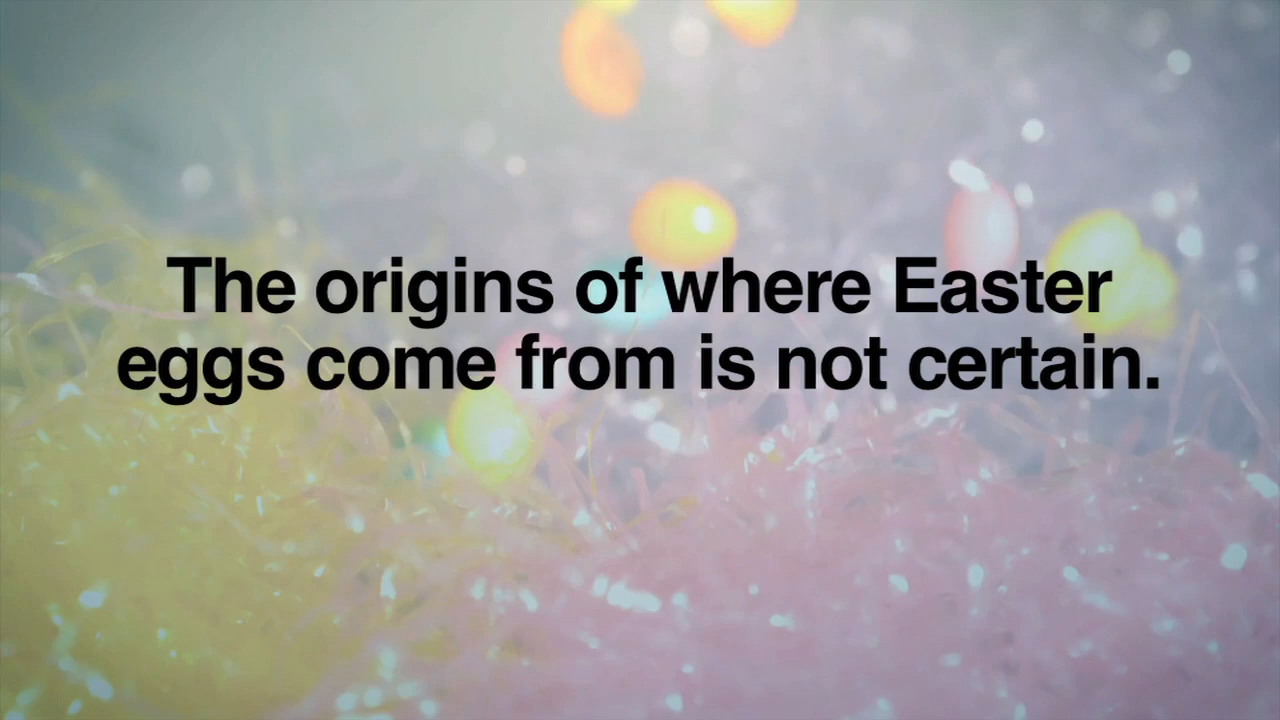 The origins of where Easter
eggs come from is not certain.